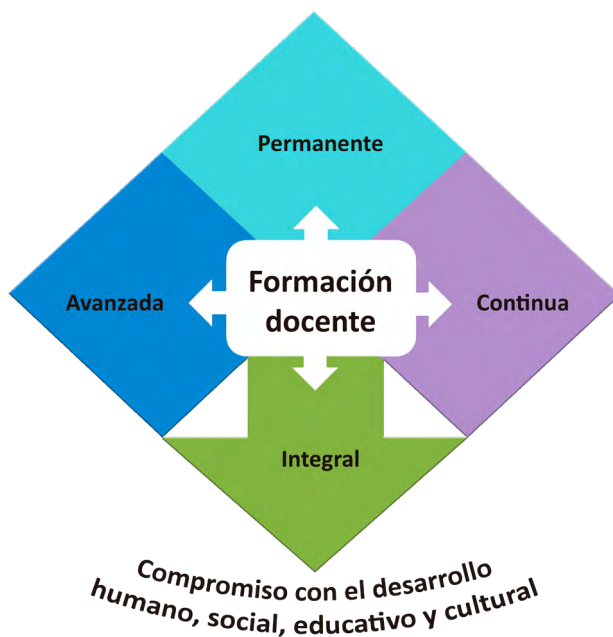 Permanente
Avanzada
Formación
docente
Continua
Integral
Compromiso con el desarrollo
humano, social, educativo y cultural